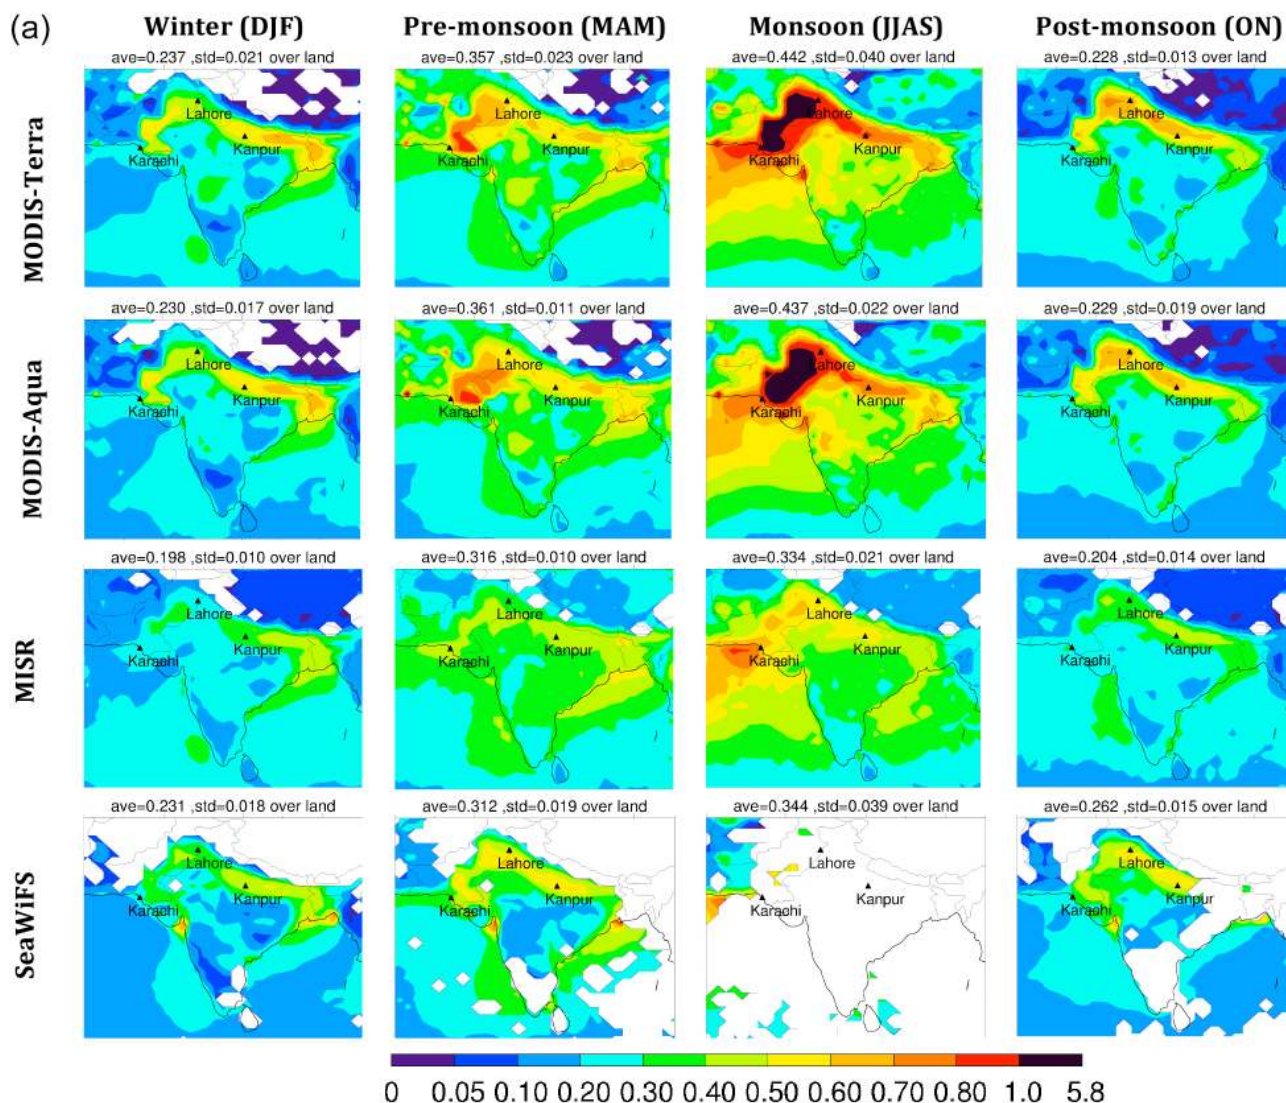 (a)
Winter (DJF) Pre-monsoon (MAM) Monsoon (JJAS) Post-monsoon (ON)
ave=0.237 ,std=0.021 over land ave=0.357 ,std=0.023 over land ave=0.442 ,std=0.040 over land ave=0.228 ,std=0.013 over land
MODIS-Terra
Lahore Lahore Lahore Lahore
Kanpur Kanpur Kanpur Kanpur
Karachi Karachi Karachi Karachi
ave=0.230 ,std=0.017 over land ave=0.361 ,std=0.011 over land ave=0.437 ,std=0.022 over land ave=0.229 ,std=0.019 over land
MODIS-Aqua
Lahore Lahore Lahore Lahore
Kanpur Kanpur Kanpur Kanpur
Karachi Karachi Karachi Karachi
ave=0.198 ,std=0.010 over land ave=0.316 ,std=0.010 over land ave=0.334 ,std=0.021 over land ave=0.204 ,std=0.014 over land
MISR
Lahore Lahore Lahore Lahore
Kanpur Kanpur Kanpur Kanpur
Karachi Karachi Karachi Karachi
ave=0.231 ,std=0.018 over land ave=0.312 ,std=0.019 over land ave=0.344 ,std=0.039 over land ave=0.262 ,std=0.015 over land
SeaWiFS
Lahore Lahore Lahore Lahore
Kanpur Kanpur Kanpur Kanpur
Karachi Karachi Karachi Karachi
0 0.05 0.10 0.20 0.30 0.40 0.50 0.60 0.70 0.80 1.0 5.8